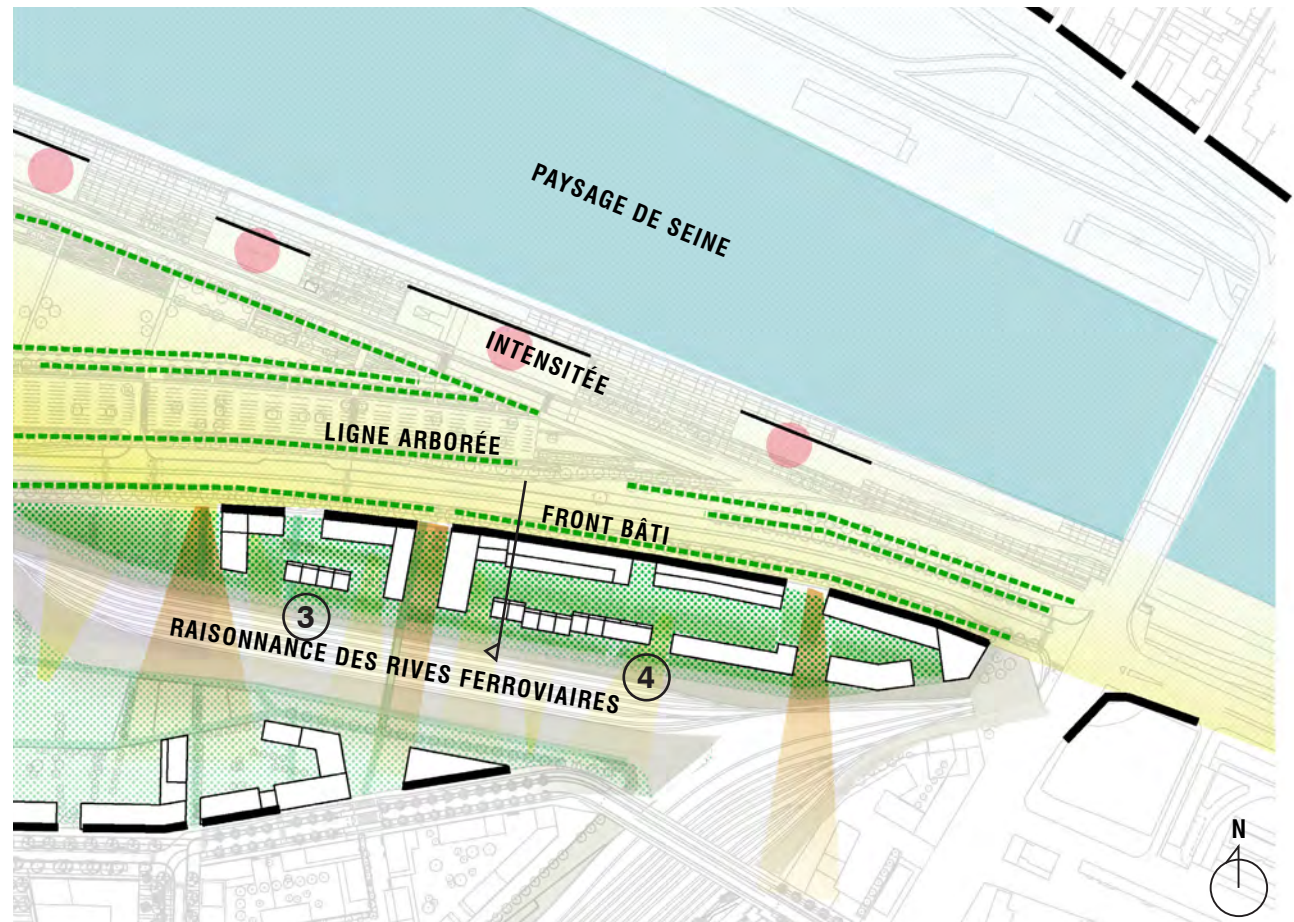 PAYSAGE DE SEINE
INTENSITÉE
LIGNE ARBORÉE
FRONT BÂTI
3
RAISONNANCE DES RIVES FERROVIAIRES
4
N